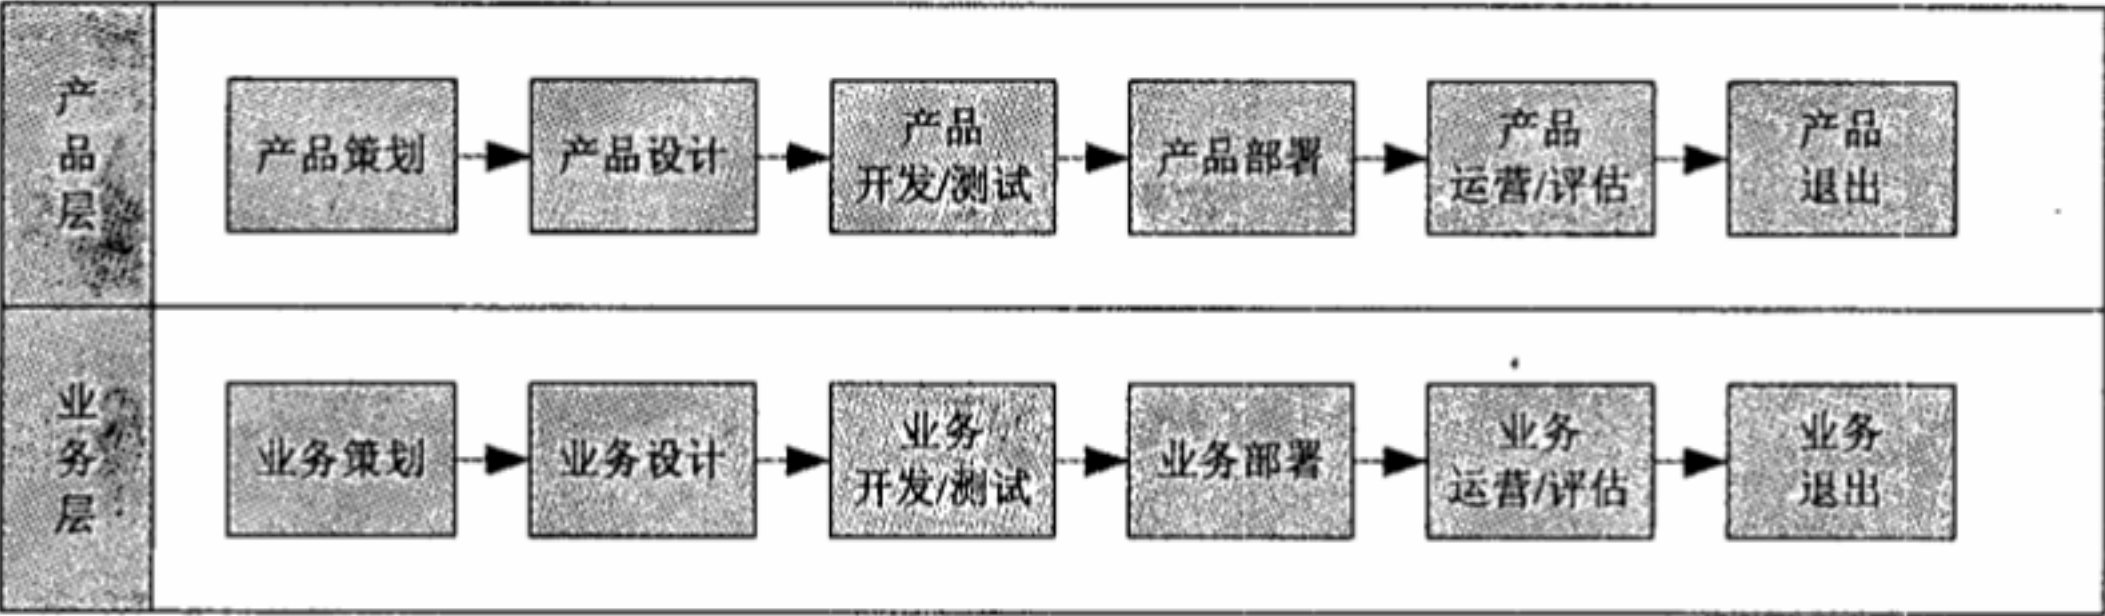 产品层
产品策划
产品设计
产品
开发/测试
产品部署
产品
运营/评估
产品
退出
业务层
业务策划
业务设计
业务
开发/测试
业务部署
业务
运营/评估
业务
退出